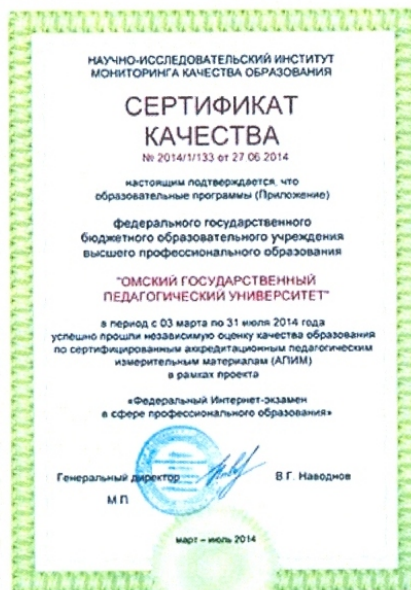 НАУЧНО-ИССЛЕДОВАТЕЛЬСКИЙ ИНСТИТУТ
МОНИТОРИНГА КАЧЕСТВА ОБРАЗОВАНИЯ
СЕРТИФИКАТ
КАЧЕСТВА
№ 2014/1/133 от 27.06.2014
настоящим подтверждается, что
образовательные программы (Приложение)
федерального государственного
бюджетного образовательного учреждения
высшего профессионального образования
"ОМСКИЙ ГОСУДАРСТВЕННЫЙ
ПЕДАГОГИЧЕСКИЙ УНИВЕРСИТЕТ"
в период с 03 марта по 31 июля 2014 года
успешно прошли независимую оценку качества образования
по сертифицированным аккредитационным педагогическим
измерительным материалам (АПИМ)
в рамках проекта
«Федеральный Интернет-экзамен
в сфере профессионального образования»
Генеральный директор В.Г. Наводнов
М.П.
март – июль 2014